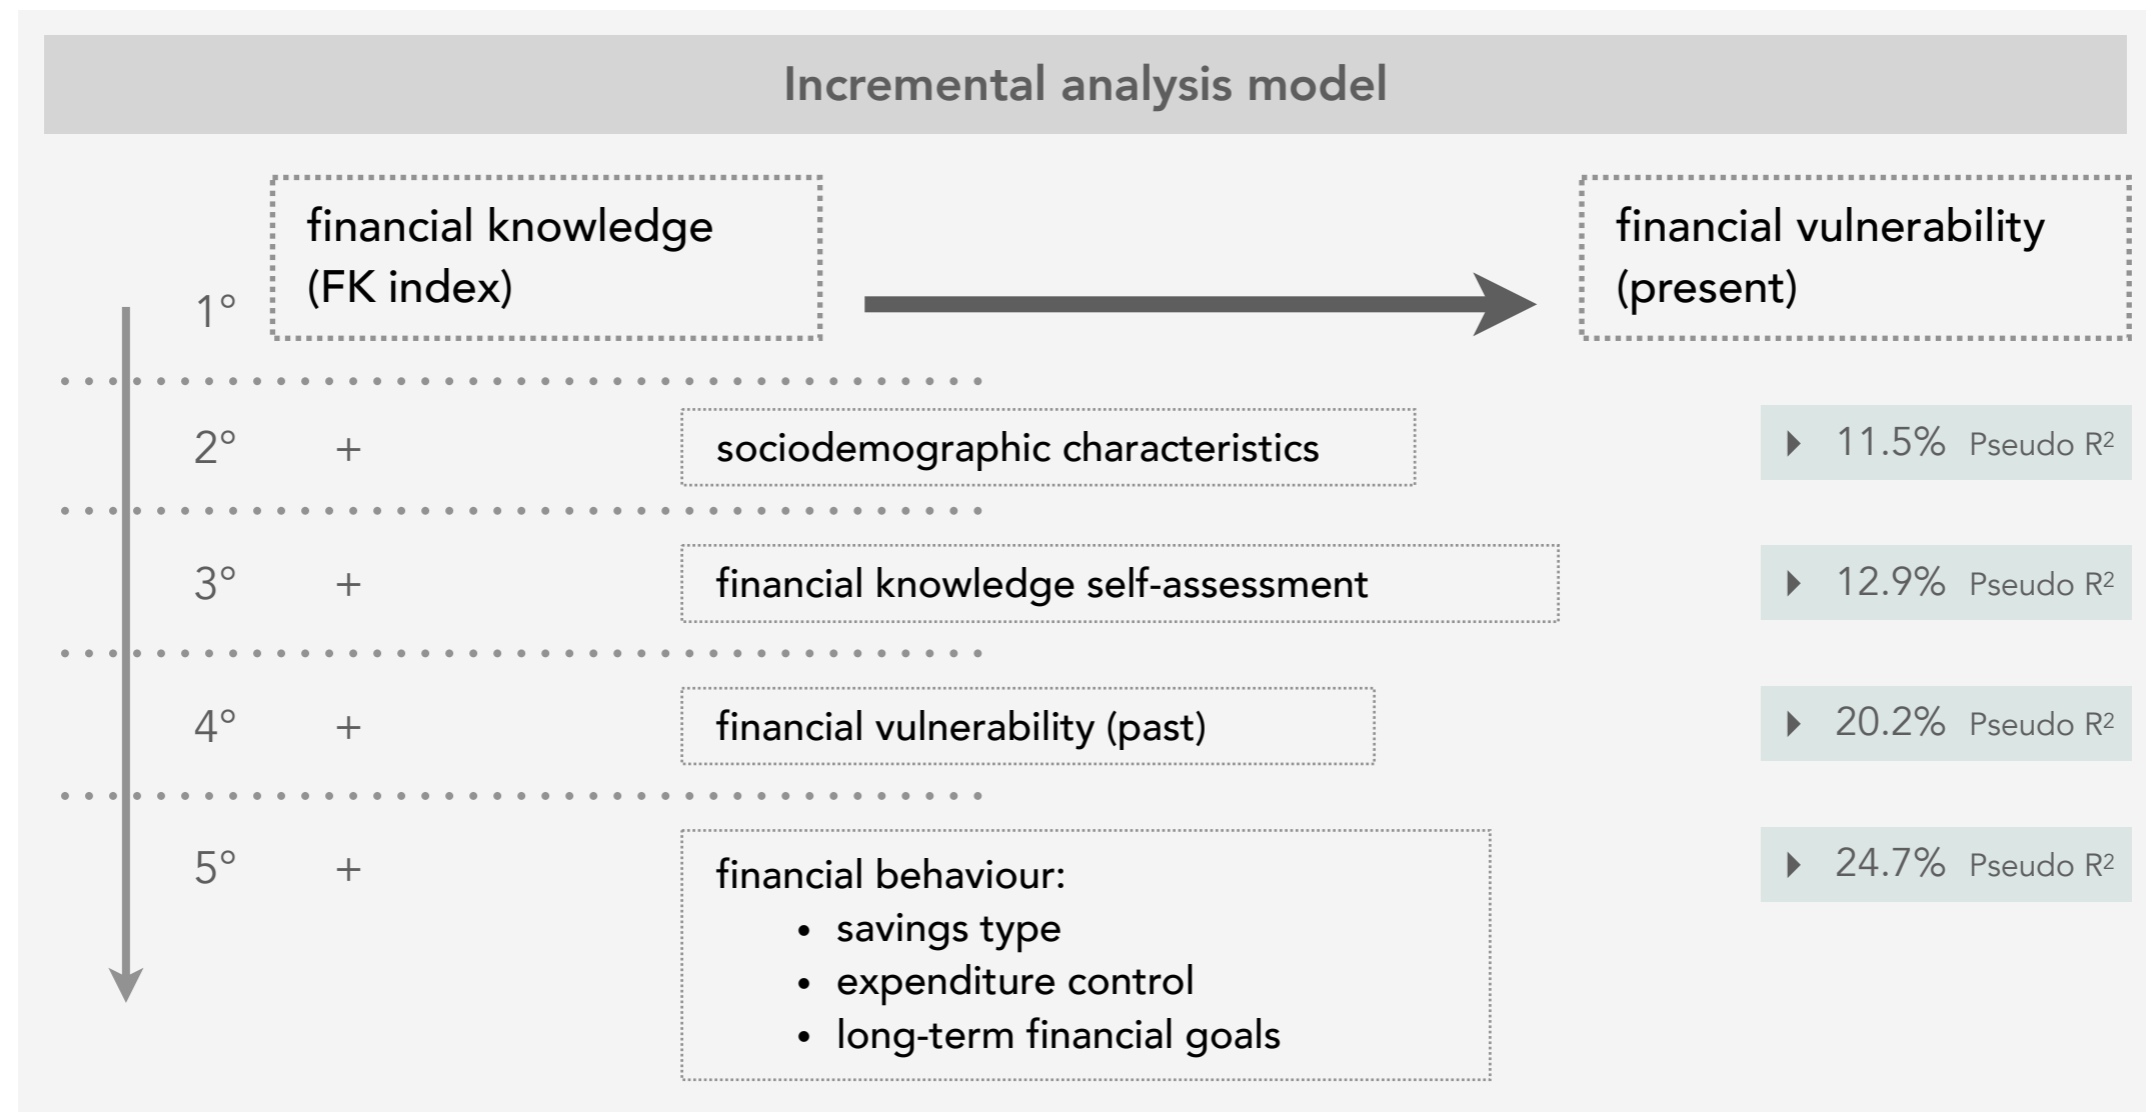 Incremental analysis model
financial knowledge
(FK index)
financial vulnerability
(present)
1°
2° + sociodemographic characteristics ▸ 11.5% Pseudo R²
3° + financial knowledge self-assessment ▸ 12.9% Pseudo R²
4° + financial vulnerability (past) ▸ 20.2% Pseudo R²
5° + financial behaviour: ▸ 24.7% Pseudo R²
• savings type
• expenditure control
• long-term financial goals